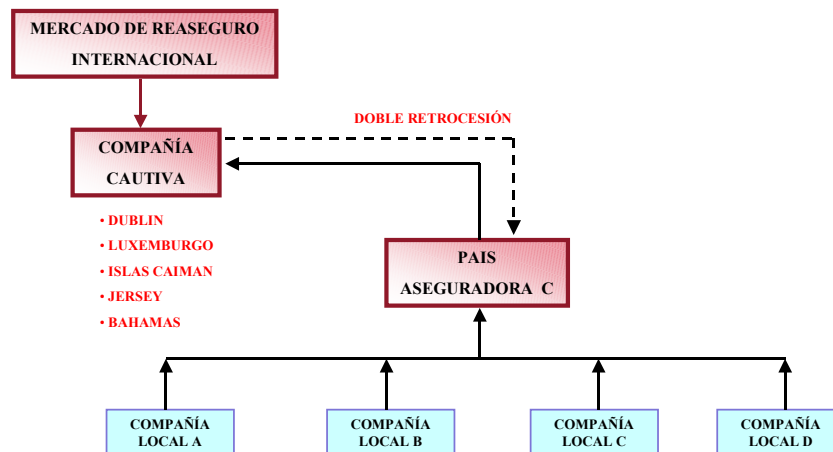 MERCADO DE REASEGURO
INTERNACIONAL
DOBLE RETROCESIÓN
COMPAÑÍA
CAUTIVA
• DUBLIN
• LUXEMBURGO
• ISLAS CAIMAN
• JERSEY
• BAHAMAS
PAIS
ASEGURADORA C
COMPAÑÍA
LOCAL A
COMPAÑÍA
LOCAL B
COMPAÑÍA
LOCAL C
COMPAÑÍA
LOCAL D